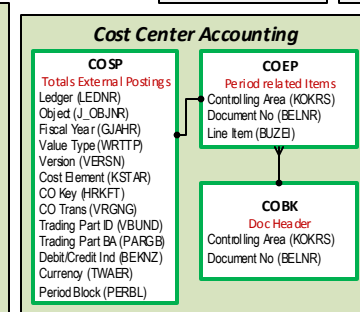 Cost Center Accounting
COSP
Totals External Postings
Ledger (LEDNR)
Object (J_OBJNR)
Fiscal Year (GJAHR)
Value Type (WRTTP)
Version (VERSN)
Cost Element (KSTAR)
CO Key (HRKFT)
CO Trans (VRGNG)
Trading Part ID (VBUND)
Trading Part BA (PARGB)
Debit/Credit Ind (BEKNZ)
Currency (TWAER)
Period Block (PERBL)
COEP
Period related Items
Controlling Area (KOKRS)
Document No (BELNR)
Line Item (BUZEI)
COBK
Doc Header
Controlling Area (KOKRS)
Document No (BELNR)